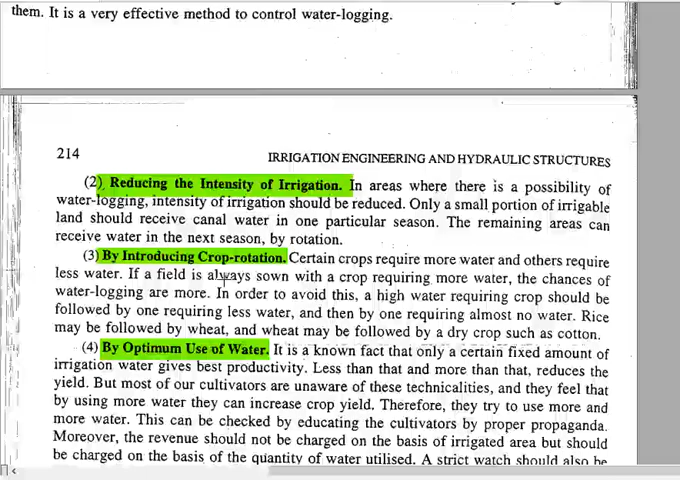 them. It is a very effective method to control water-logging.
214
IRRIGATION ENGINEERING AND HYDRAULIC STRUCTURES
(2) Reducing the Intensity of Irrigation. In areas where there is a possibility of
water-logging, intensity of irrigation should be reduced. Only a small portion of irrigable
land should receive canal water in one particular season. The remaining areas can
receive water in the next season, by rotation.
(3) By Introducing Crop-rotation. Certain crops require more water and others require
less water. If a field is always sown with a crop requiring more water, the chances of
water-logging are more. In order to avoid this, a high water requiring crop should be
followed by one requiring less water, and then by one requiring almost no water. Rice
may be followed by wheat, and wheat may be followed by a dry crop such as cotton.
(4) By Optimum Use of Water. It is a known fact that only a certain fixed amount of
irrigation water gives best productivity. Less than that and more than that, reduces the
yield. But most of our cultivators are unaware of these technicalities, and they feel that
by using more water they can increase crop yield. Therefore, they try to use more and
more water. This can be checked by educating the cultivators by proper propaganda.
Moreover, the revenue should not be charged on the basis of irrigated area but should
be charged on the basis of the quantity of water utilised. A strict watch should also be